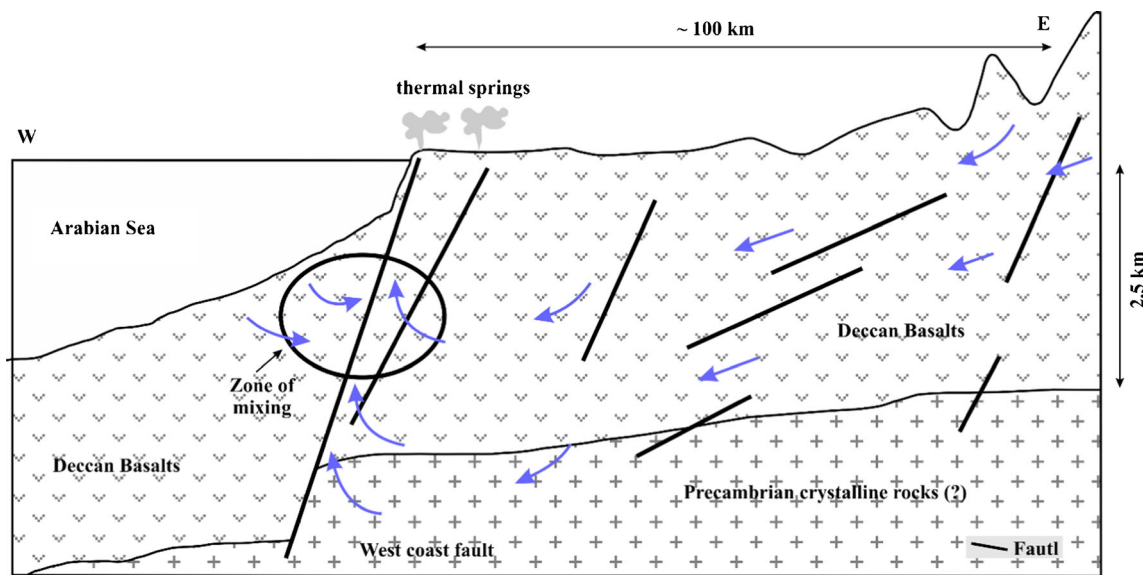 E
~ 100 km
thermal springs
W
Arabian Sea
2.5 km
Deccan Basalts
Zone of
mixing
Deccan Basalts
Precambrian crystalline rocks (?)
West coast fault
Fautl